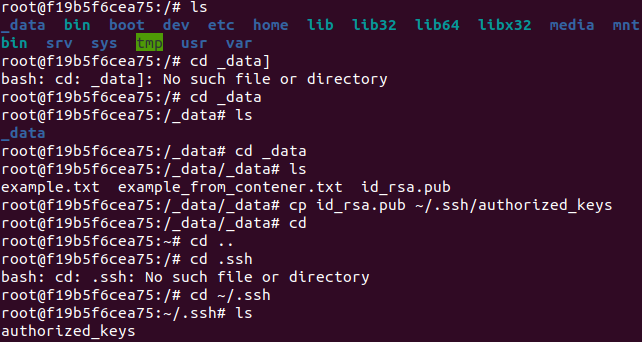 root@f19b5f6cea75:/# ls
_data bin boot dev etc home lib lib32 lib64 libx32 media mnt
bin srv sys tmp usr var
root@f19b5f6cea75:/# cd _data]
bash: cd: _data]: No such file or directory
root@f19b5f6cea75:/# cd _data
root@f19b5f6cea75:/_data# ls
_data
root@f19b5f6cea75:/_data# cd _data
root@f19b5f6cea75:/_data/_data# ls
example.txt example_from_contener.txt id_rsa.pub
root@f19b5f6cea75:/_data/_data# cp id_rsa.pub ~/.ssh/authorized_keys
root@f19b5f6cea75:/_data/_data# cd
root@f19b5f6cea75:~# cd ..
root@f19b5f6cea75:/# cd .ssh
bash: cd: .ssh: No such file or directory
root@f19b5f6cea75:/# cd ~/.ssh
root@f19b5f6cea75:~/.ssh# ls
authorized_keys